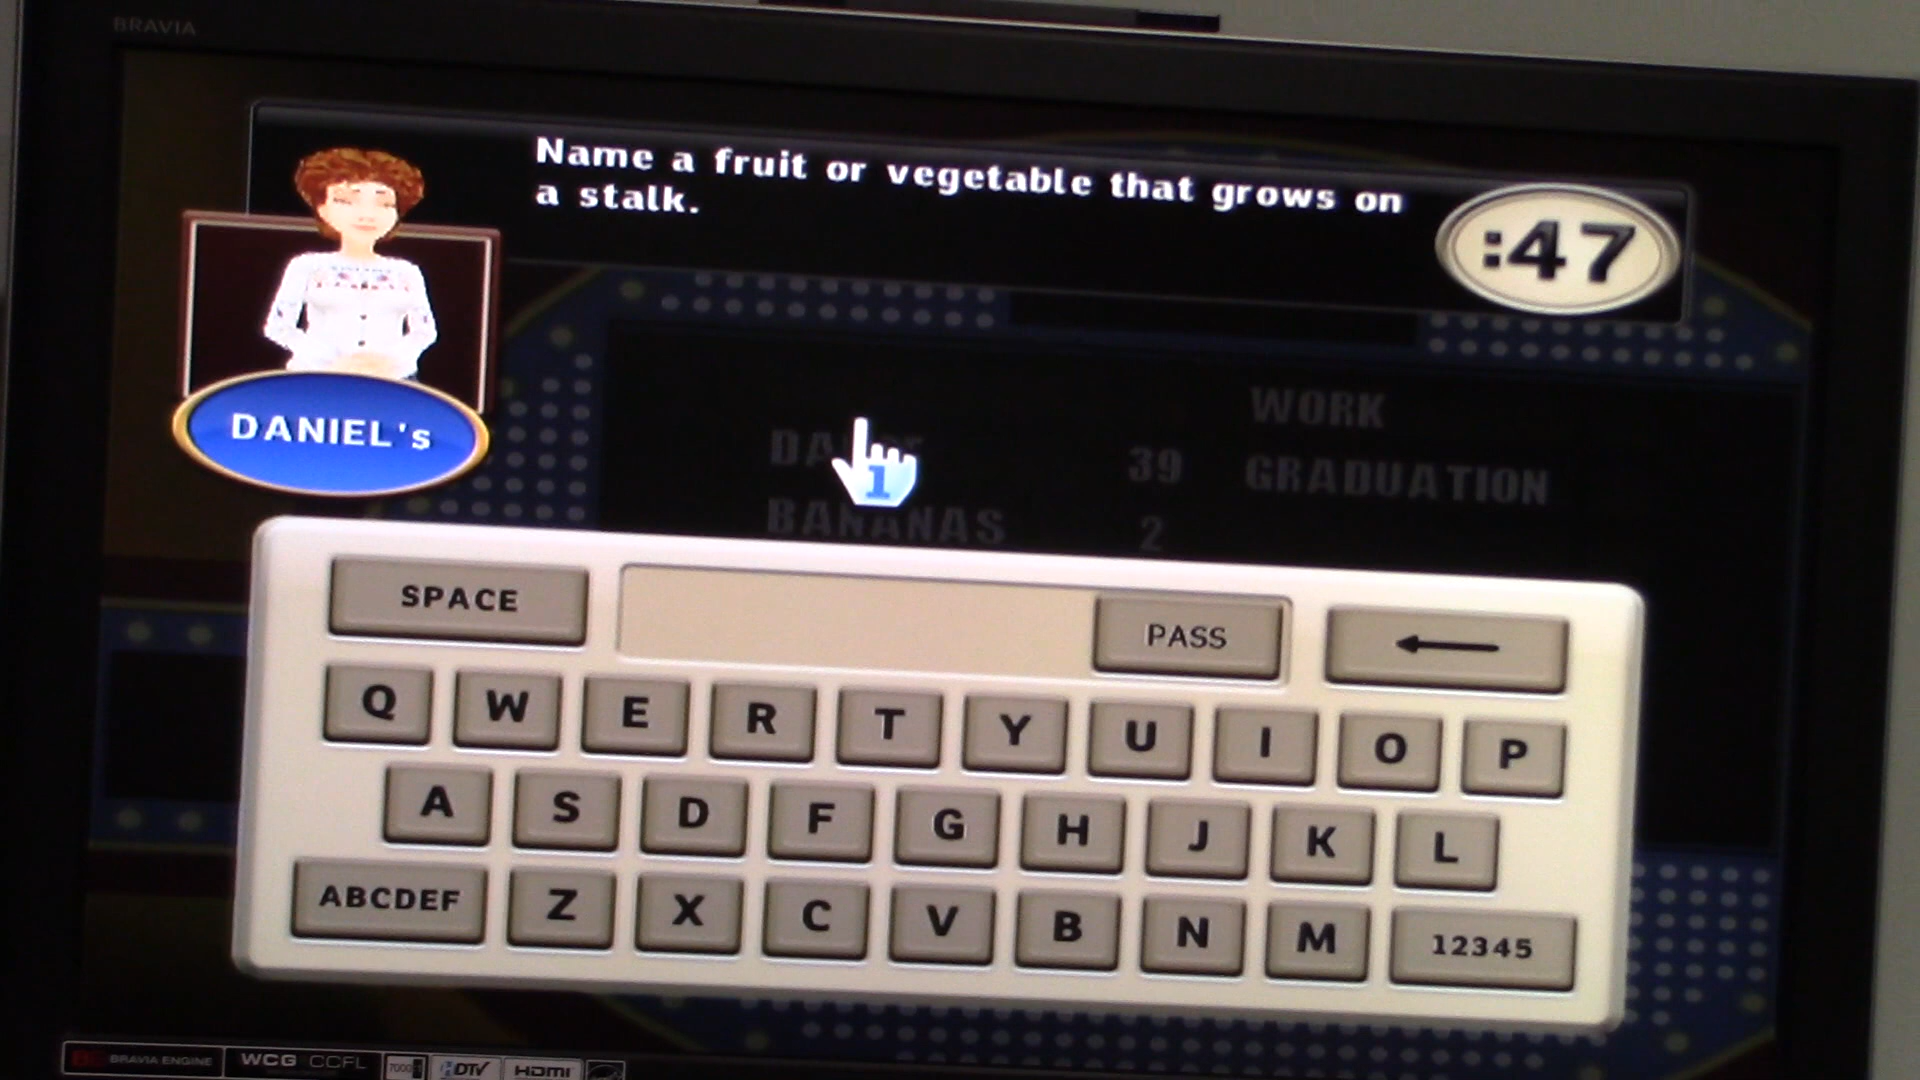 BRAVIA
Name a fruit or vegetable that grows on
a stalk.
:47
DANIEL's
WORK
39 GRADUATION
1
BANANAS 2
SPACE
PASS
Q W E R T Y U I O P
A S D F G H J K L
ABCDEF Z X C V B N M 12345
BRAVIA ENGINE WCG CCFL HDTV HDMI